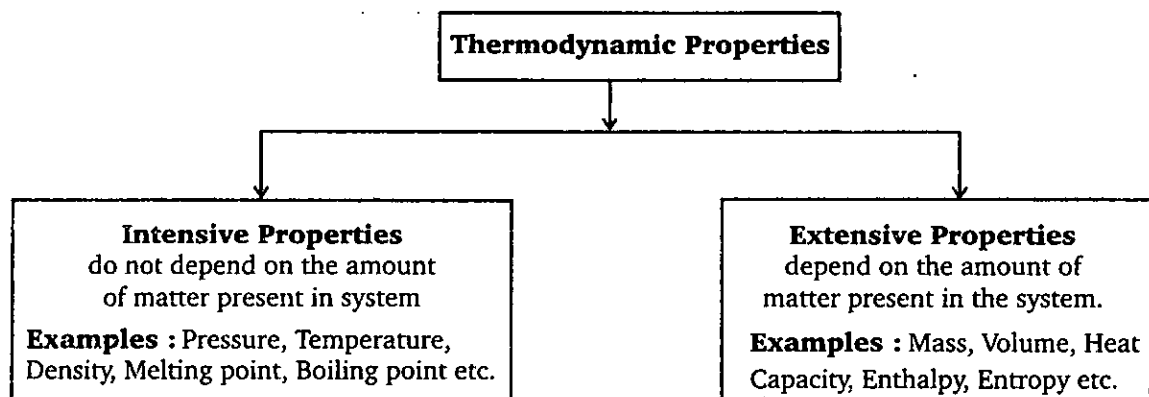 Thermodynamic Properties
Intensive Properties
do not depend on the amount
of matter present in system
Examples : Pressure, Temperature,
Density, Melting point, Boiling point etc.
Extensive Properties
depend on the amount of
matter present in the system.
Examples : Mass, Volume, Heat
Capacity, Enthalpy, Entropy etc.